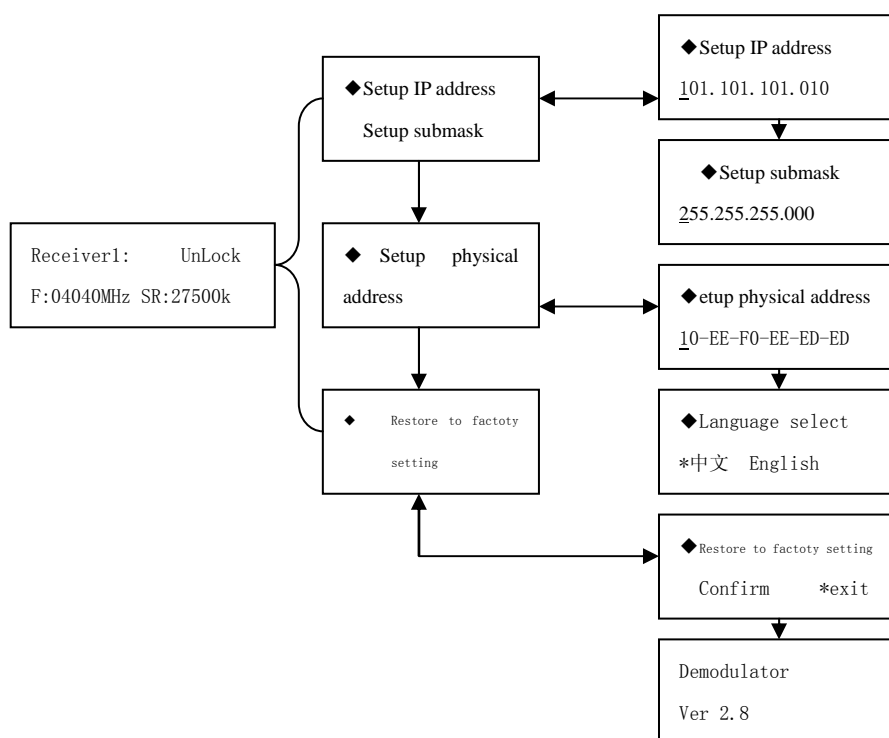 Receiver1: UnLock
F:04040MHz SR:27500k
◆Setup IP address
Setup submask
◆ Setup physical
address
◆ Restore to factoty
setting
◆Setup IP address
101.101.101.010
◆Setup submask
255.255.255.000
◆etup physical address
10-EE-F0-EE-ED-ED
◆Language select
*中文 English
◆Restore to factoty setting
Confirm *exit
Demodulator
Ver 2.8